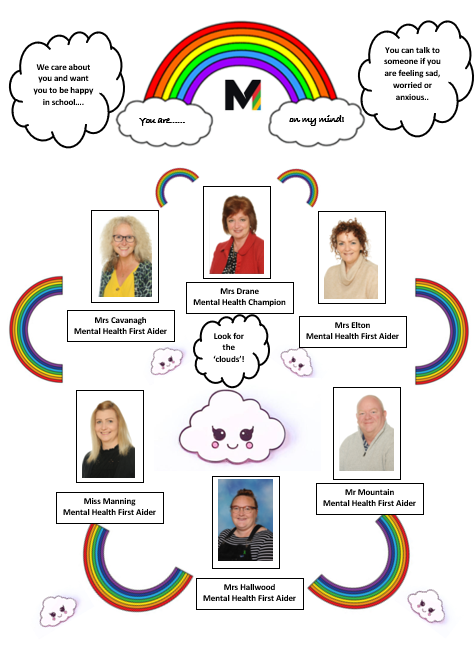 We care about
you and want
you to be happy
in school....
You can talk to
someone if you
are feeling sad,
worried or
anxious..
M
You are......
on my mind!
Mrs Drane
Mental Health Champion
Mrs Cavanagh
Mental Health First Aider
Mrs Elton
Mental Health First Aider
Look for
the
‘clouds’!
Miss Manning
Mental Health First Aider
Mr Mountain
Mental Health First Aider
Mrs Hallwood
Mental Health First Aider